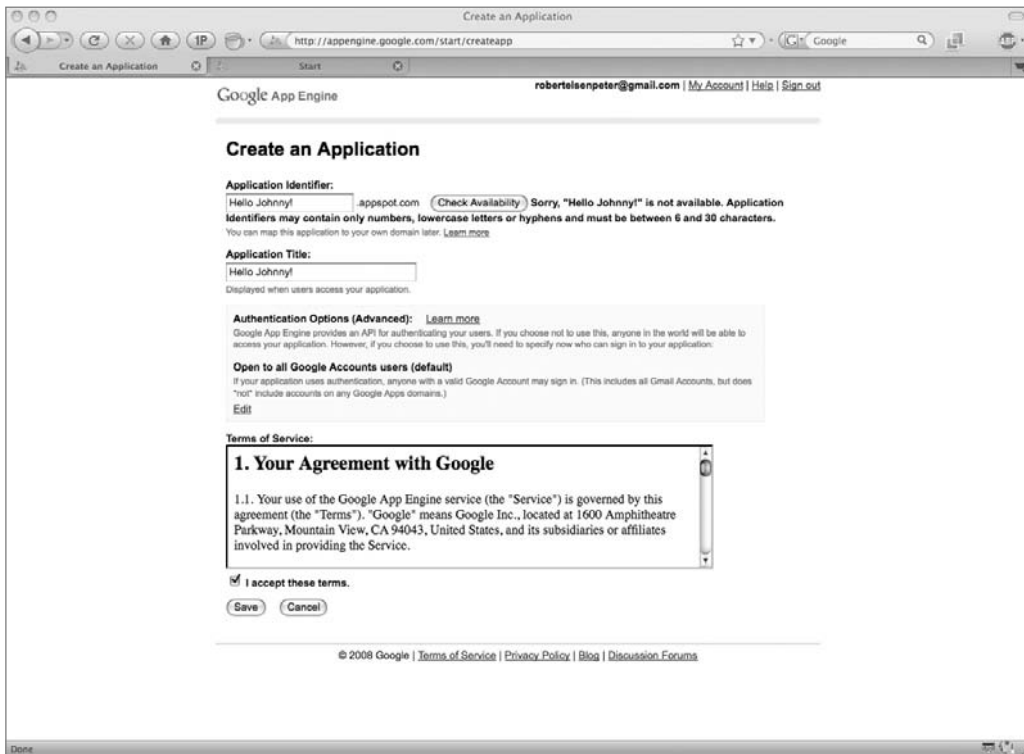 Create an Application
1P
http://appengine.google.com/start/createapp
G
Google
Create an Application
Start
robertelsenpeter@gmail.com | My Account | Help | Sign out
Google App Engine
Create an Application
Application Identifier:
Hello Johnny! .appspot.com Check Availability Sorry, "Hello Johnny!" is not available. Application
Identifiers may contain only numbers, lowercase letters or hyphens and must be between 6 and 30 characters.
You can map this application to your own domain later. Learn more
Application Title:
Hello Johnny!
Displayed when users access your application.
Authentication Options (Advanced): Learn more
Google App Engine provides an API for authenticating your users. If you choose not to use this, anyone in the world will be able to
access your application. However, if you choose to use this, you'll need to specify now who can sign in to your application:
Open to all Google Accounts users (default)
If your application uses authentication, anyone with a valid Google Account may sign in. (This includes all Gmail Accounts, but does
*not* include accounts on any Google Apps domains.)
Edit
Terms of Service:
1. Your Agreement with Google
1.1. Your use of the Google App Engine service (the "Service") is governed by this
agreement (the "Terms"). "Google" means Google Inc., located at 1600 Amphitheatre
Parkway, Mountain View, CA 94043, United States, and its subsidiaries or affiliates
involved in providing the Service.
I accept these terms.
Save Cancel
© 2008 Google | Terms of Service | Privacy Policy | Blog | Discussion Forums
Done